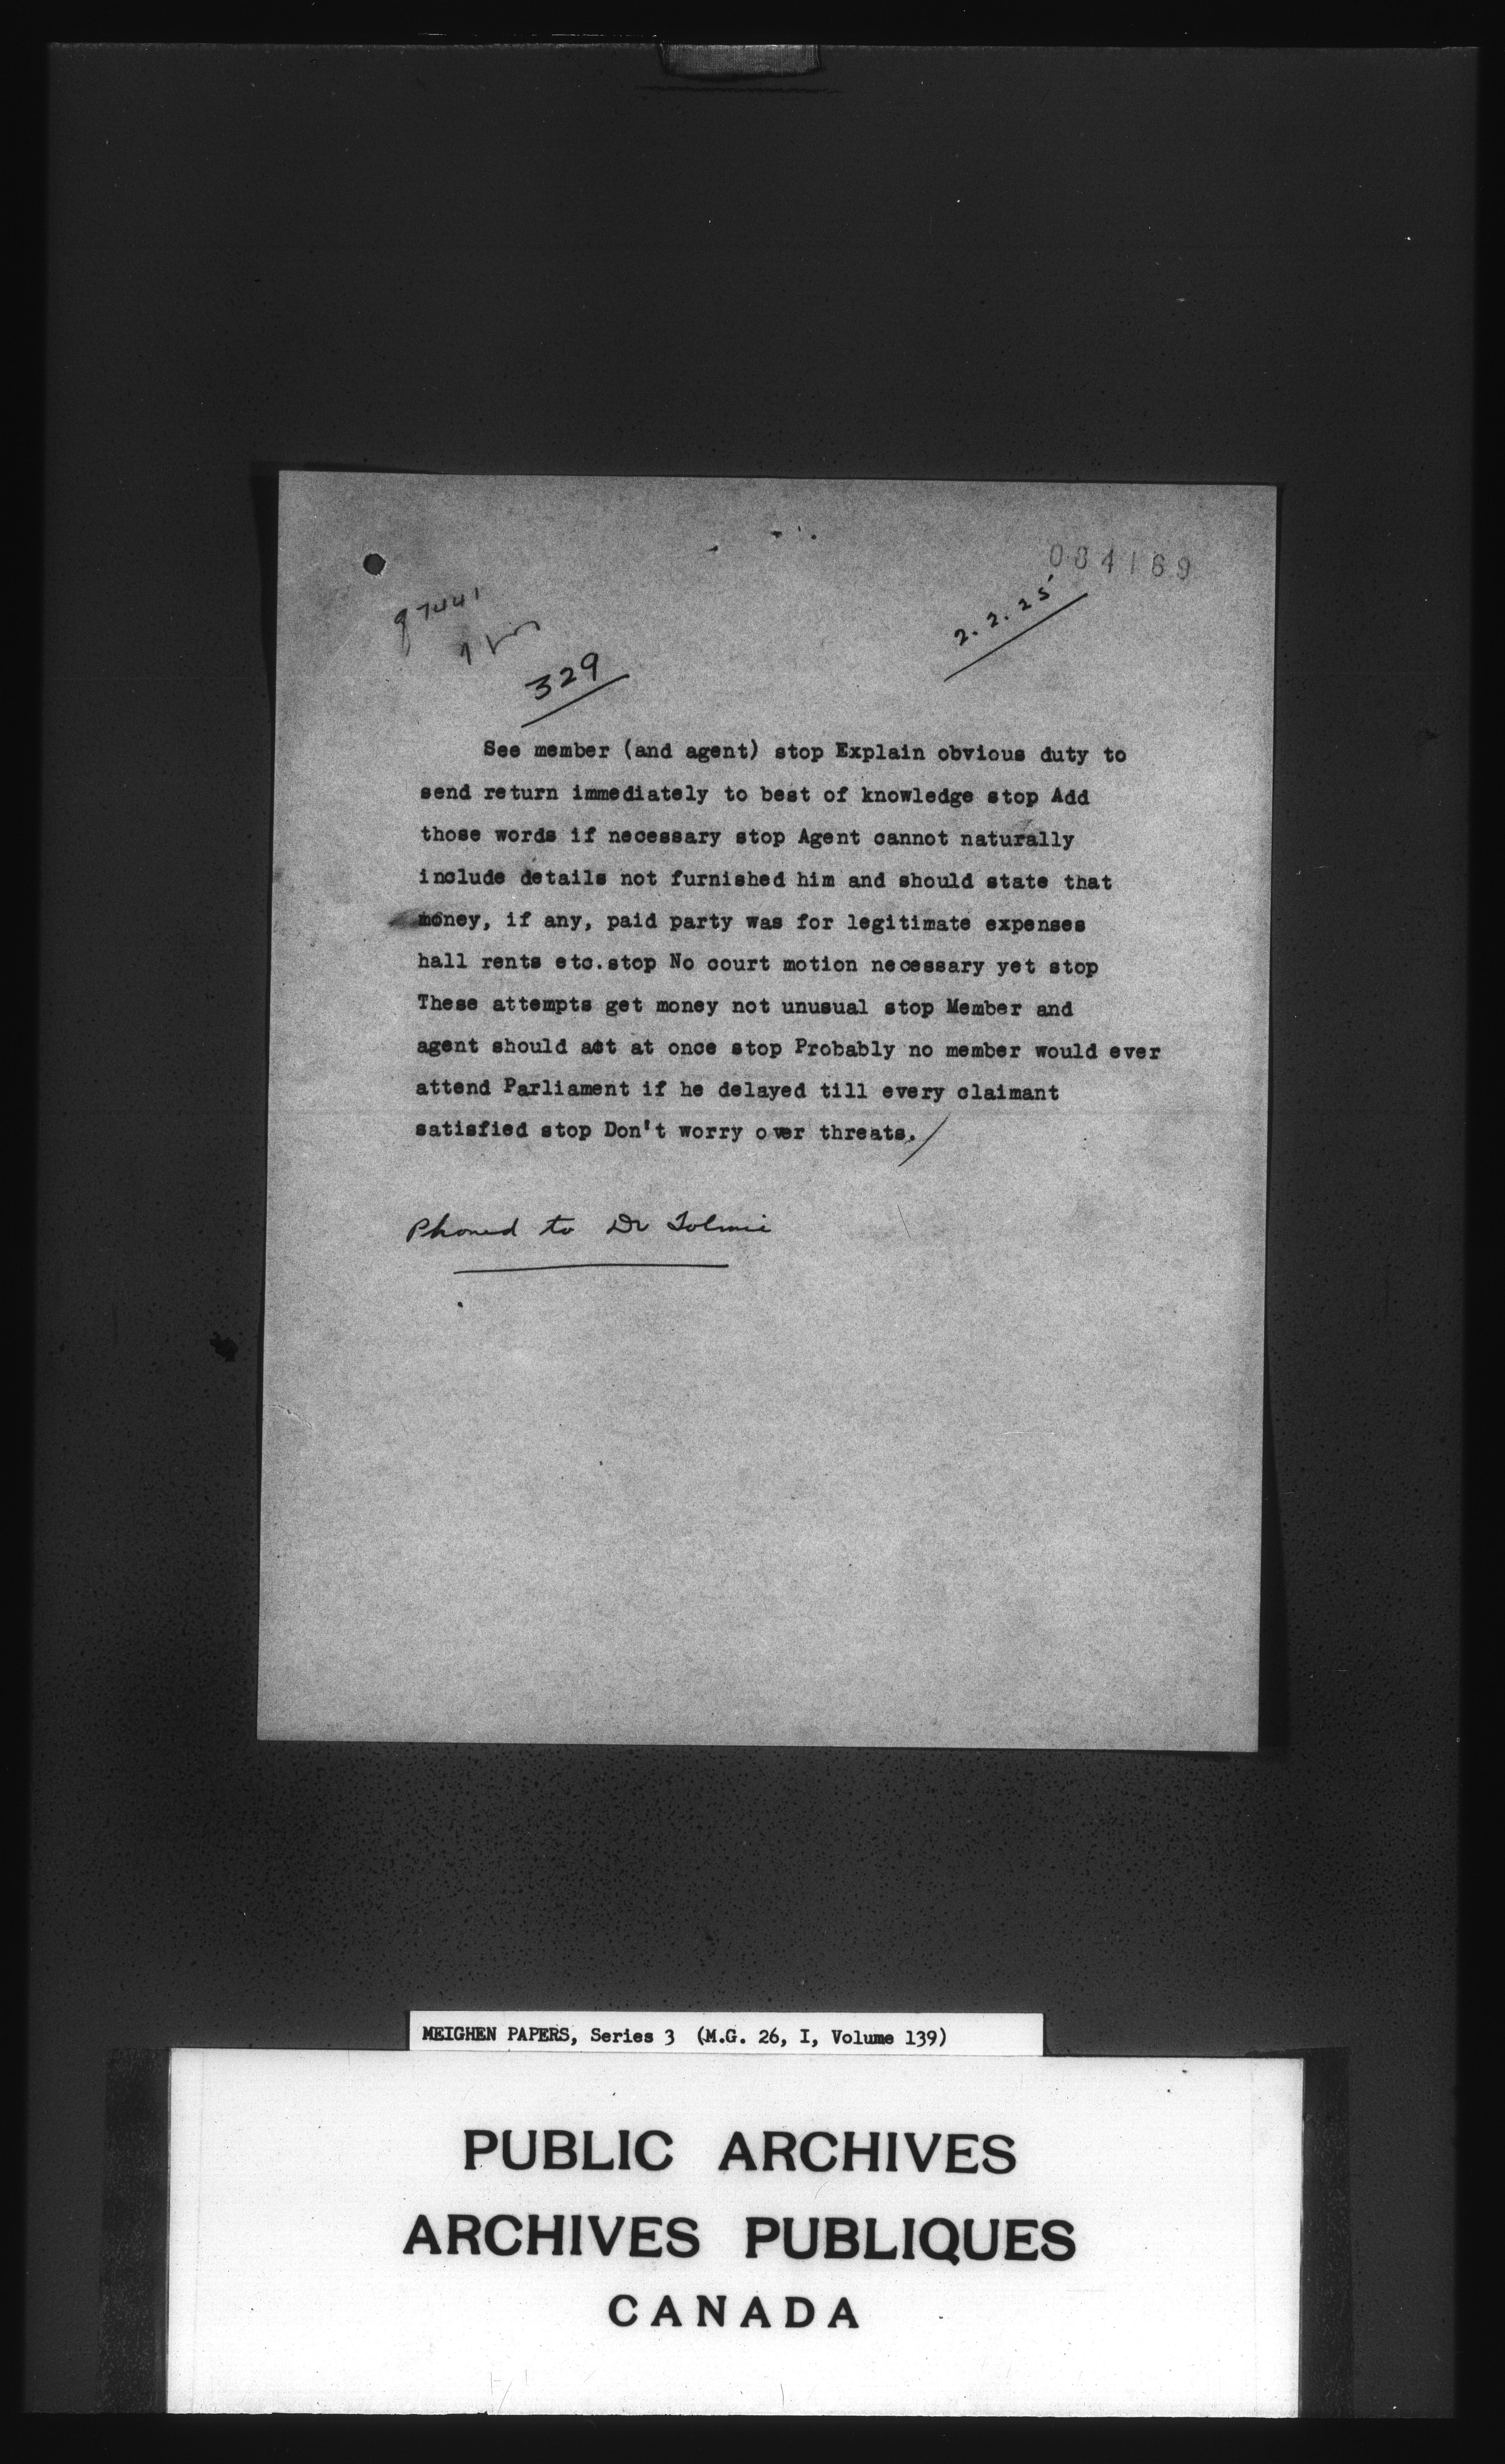 084169
2.2.25
329
See member (and agent) stop Explain obvious duty to
send return immediately to best of knowledge stop Add
those words if necessary stop Agent cannot naturally
include details not furnished him and should state that
money, if any, paid party was for legitimate expenses
hall rents etc.stop No court motion necessary yet stop
These attempts get money not unusual stop Member and
agent should act at once stop Probably no member would ever
attend Parliament if he delayed till every claimant
satisfied stop Don't worry over threats.
Phoned to Dr Tolmie
MEIGHEN PAPERS, Series 3 (M.G. 26, I, Volume 139)
PUBLIC ARCHIVES
ARCHIVES PUBLIQUES
CANADA